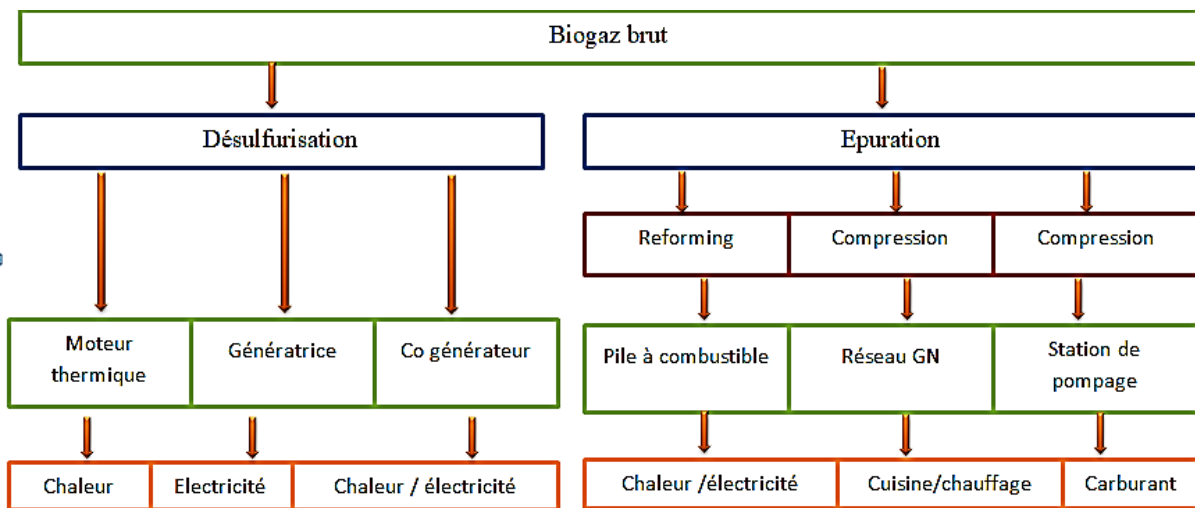 Biogaz brut
Désulfurisation
Epuration
Reforming
Compression
Compression
Moteur
thermique
Génératrice
Co générateur
Pile à combustible
Réseau GN
Station de
pompage
Chaleur
Electricité
Chaleur / électricité
Chaleur /électricité
Cuisine/chauffage
Carburant